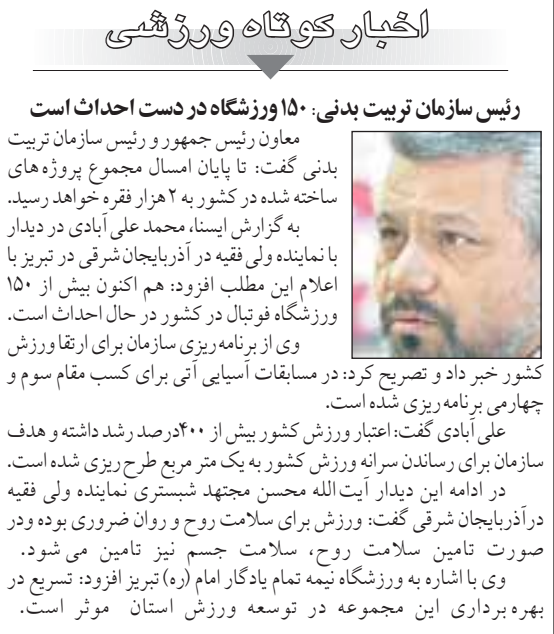 اخبار کوتاه ورزشی
رئیس سازمان تربیت بدنی: ۱۵۰ ورزشگاه در دست احداث است
معاون رئیس جمهور و رئیس سازمان تربیت
بدنی گفت: تا پایان امسال مجموع پروژه های
ساخته شده در کشور به ۲ هزار فقره خواهد رسید.
به گزارش ایسنا، محمد علی آبادی در دیدار
با نماینده ولی فقیه در آذربایجان شرقی در تبریز با
اعلام این مطلب افزود: هم اکنون بیش از ۱۵۰
ورزشگاه فوتبال در کشور در حال احداث است.
وی از برنامه ریزی سازمان برای ارتقا ورزش
کشور خبر داد و تصریح کرد: در مسابقات آسیایی آتی برای کسب مقام سوم و
چهارمی برنامه ریزی شده است.
علی آبادی گفت: اعتبار ورزش کشور بیش از ۴۰۰درصد رشد داشته و هدف
سازمان برای رساندن سرانه ورزش کشور به یک متر مربع طرح ریزی شده است.
در ادامه این دیدار آیت الله محسن مجتهد شبستری نماینده ولی فقیه
درآذربایجان شرقی گفت: ورزش برای سلامت روح و روان ضروری بوده ودر
صورت تامین سلامت روح، سلامت جسم نیز تامین می شود.
وی با اشاره به ورزشگاه نیمه تمام یادگار امام (ره) تبریز افزود: تسریع در
بهره برداری این مجموعه در توسعه ورزش استان موثر است.